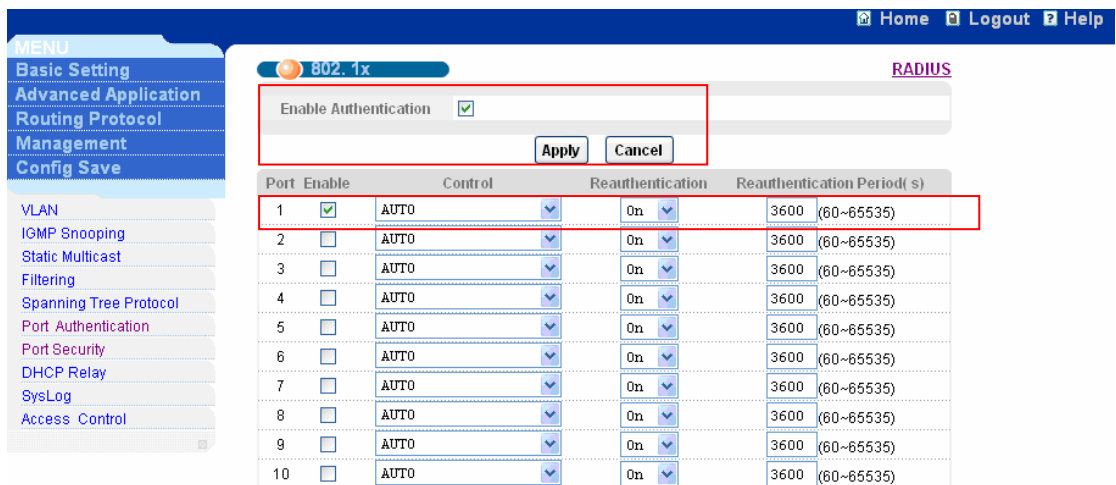 Home Logout Help
MENU
Basic Setting
Advanced Application
Routing Protocol
Management
Config Save
VLAN
IGMP Snooping
Static Multicast
Filtering
Spanning Tree Protocol
Port Authentication
Port Security
DHCP Relay
SysLog
Access Control
802.1x RADIUS
Enable Authentication
Apply Cancel
Port Enable Control Reauthentication Reauthentication Period( s)
1 AUTO On 3600 (60~65535)
2 AUTO On 3600 (60~65535)
3 AUTO On 3600 (60~65535)
4 AUTO On 3600 (60~65535)
5 AUTO On 3600 (60~65535)
6 AUTO On 3600 (60~65535)
7 AUTO On 3600 (60~65535)
8 AUTO On 3600 (60~65535)
9 AUTO On 3600 (60~65535)
10 AUTO On 3600 (60~65535)